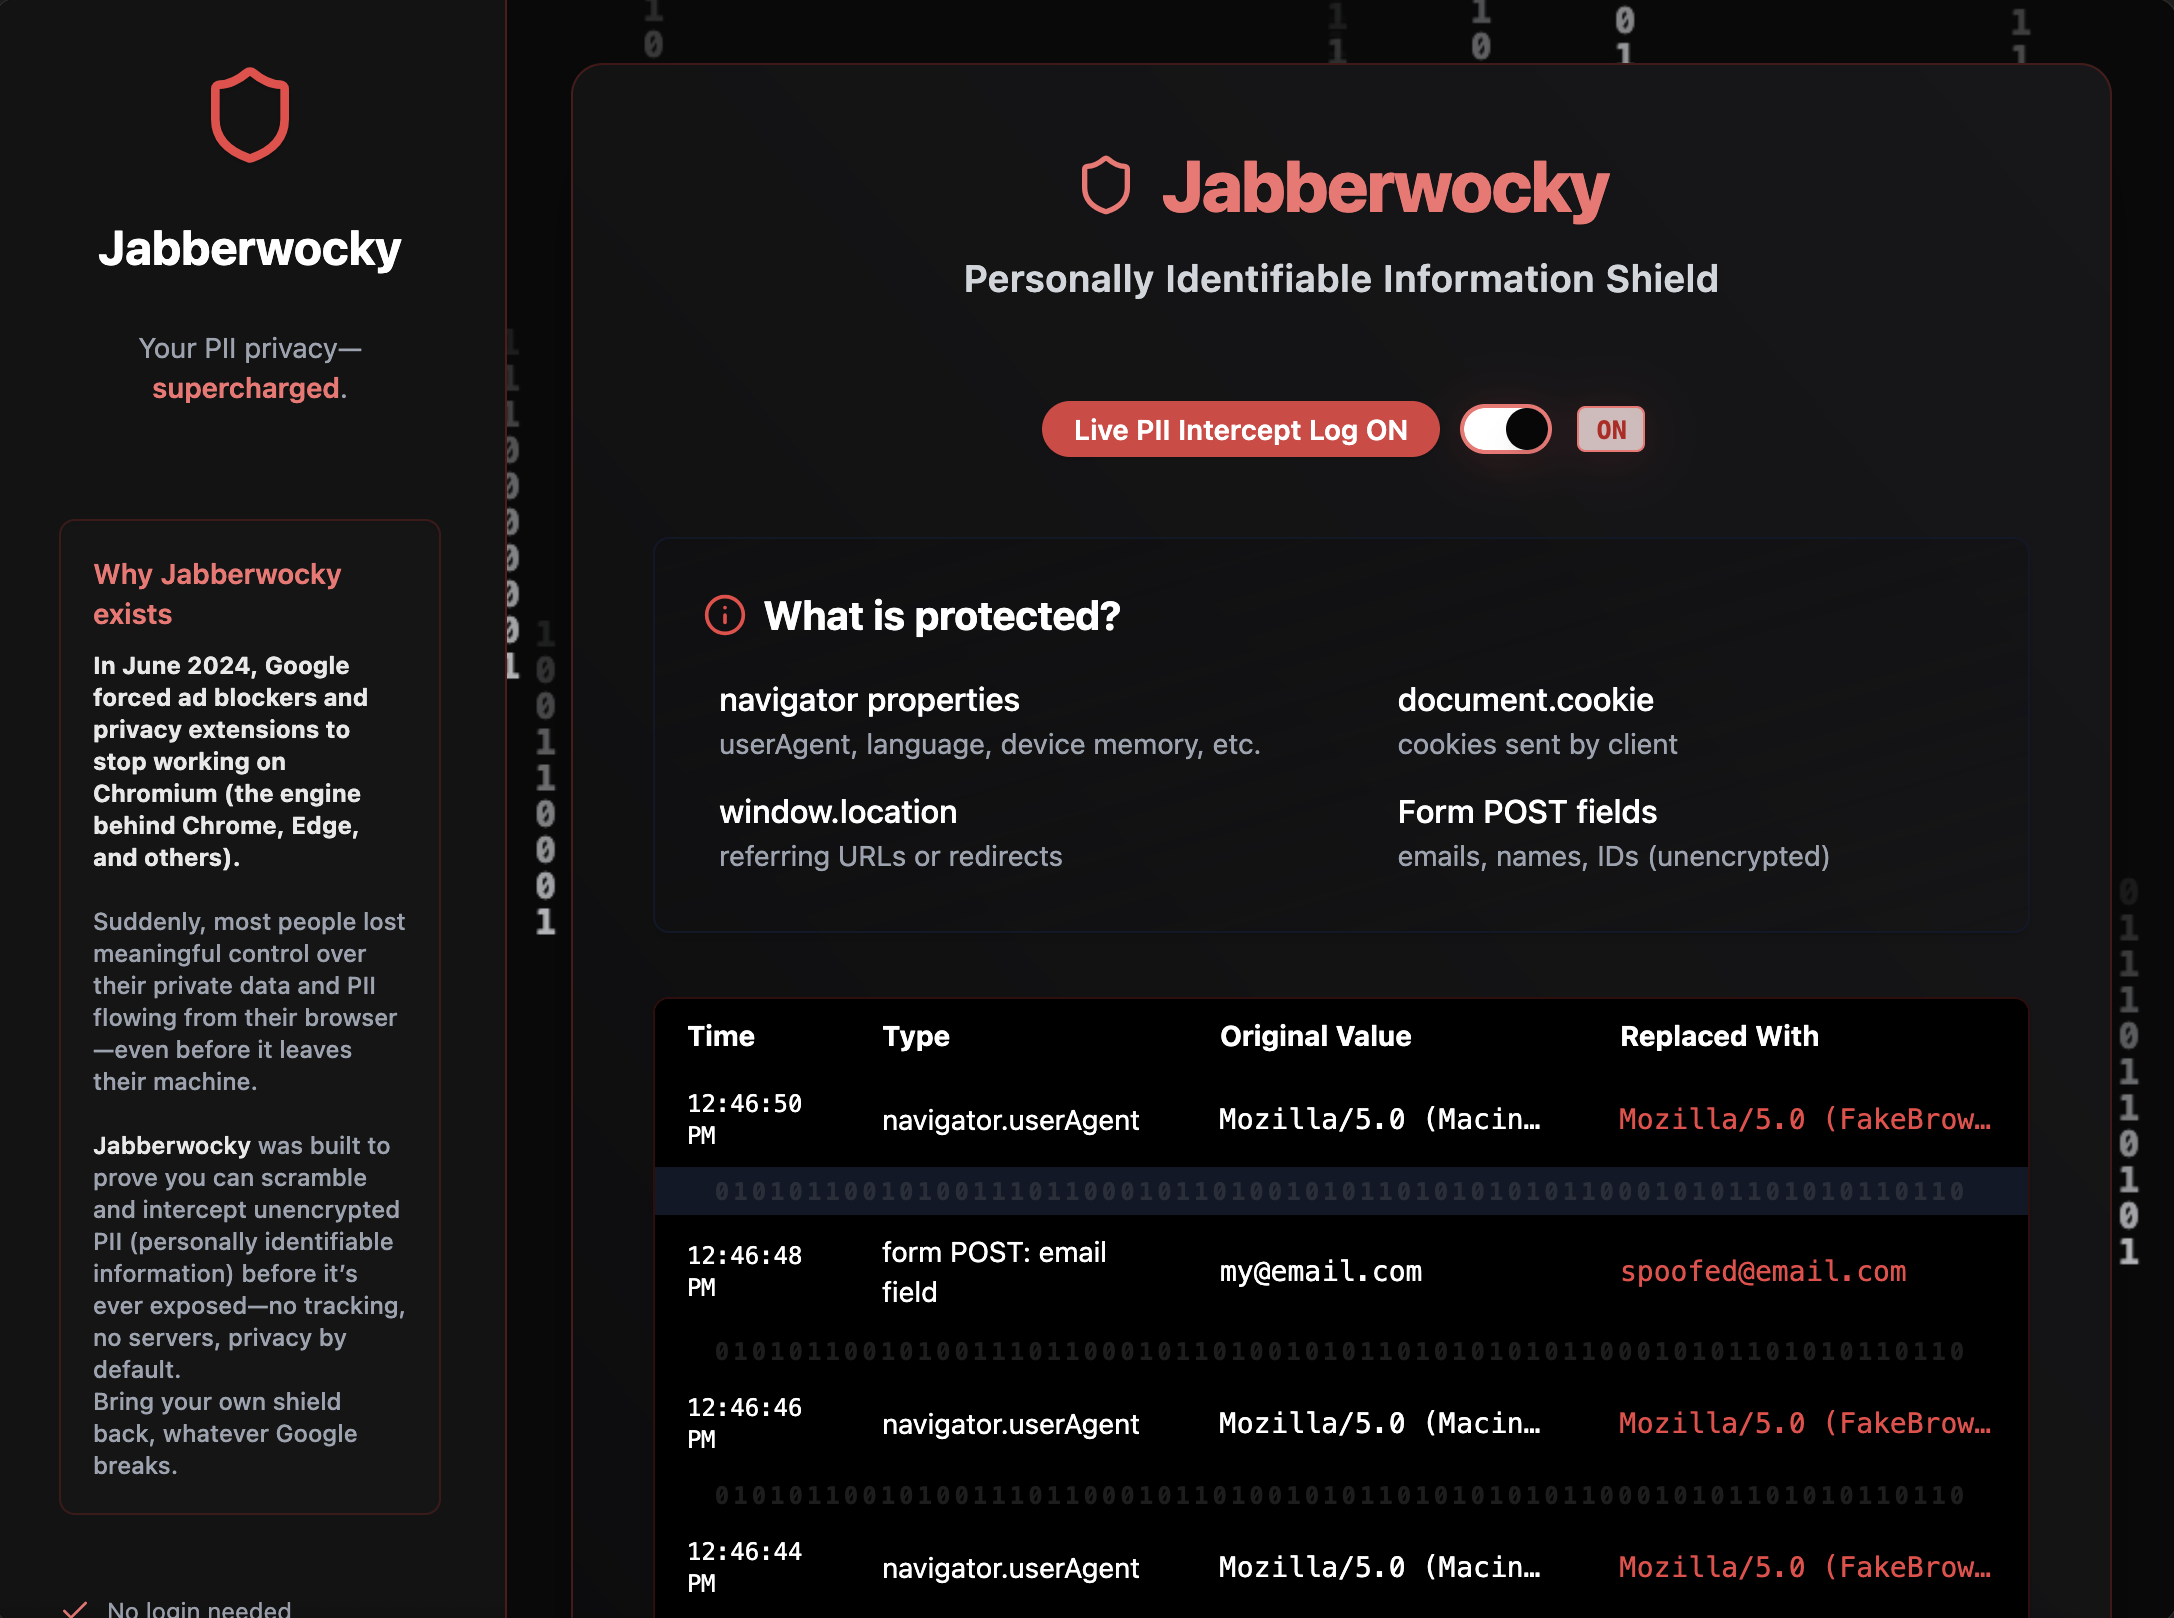 Jabberwocky
Your PII privacy—
supercharged.
Why Jabberwocky
exists
In June 2024, Google
forced ad blockers and
privacy extensions to
stop working on
Chromium (the engine
behind Chrome, Edge,
and others).
Suddenly, most people lost
meaningful control over
their private data and PII
flowing from their browser
—even before it leaves
their machine.
Jabberwocky was built to
prove you can scramble
and intercept unencrypted
PII (personally identifiable
information) before it’s
ever exposed—no tracking,
no servers, privacy by
default.
Bring your own shield
back, whatever Google
breaks.
No login needed
Jabberwocky
Personally Identifiable Information Shield
Live PII Intercept Log ON
ON
What is protected?
navigator properties
userAgent, language, device memory, etc.
document.cookie
cookies sent by client
window.location
referring URLs or redirects
Form POST fields
emails, names, IDs (unencrypted)
Time Type Original Value Replaced With
12:46:50 PM navigator.userAgent Mozilla/5.0 (Macin… Mozilla/5.0 (FakeBrow…
12:46:48 PM form POST: email field my@email.com spoofed@email.com
12:46:46 PM navigator.userAgent Mozilla/5.0 (Macin… Mozilla/5.0 (FakeBrow…
12:46:44 PM navigator.userAgent Mozilla/5.0 (Macin… Mozilla/5.0 (FakeBrow…